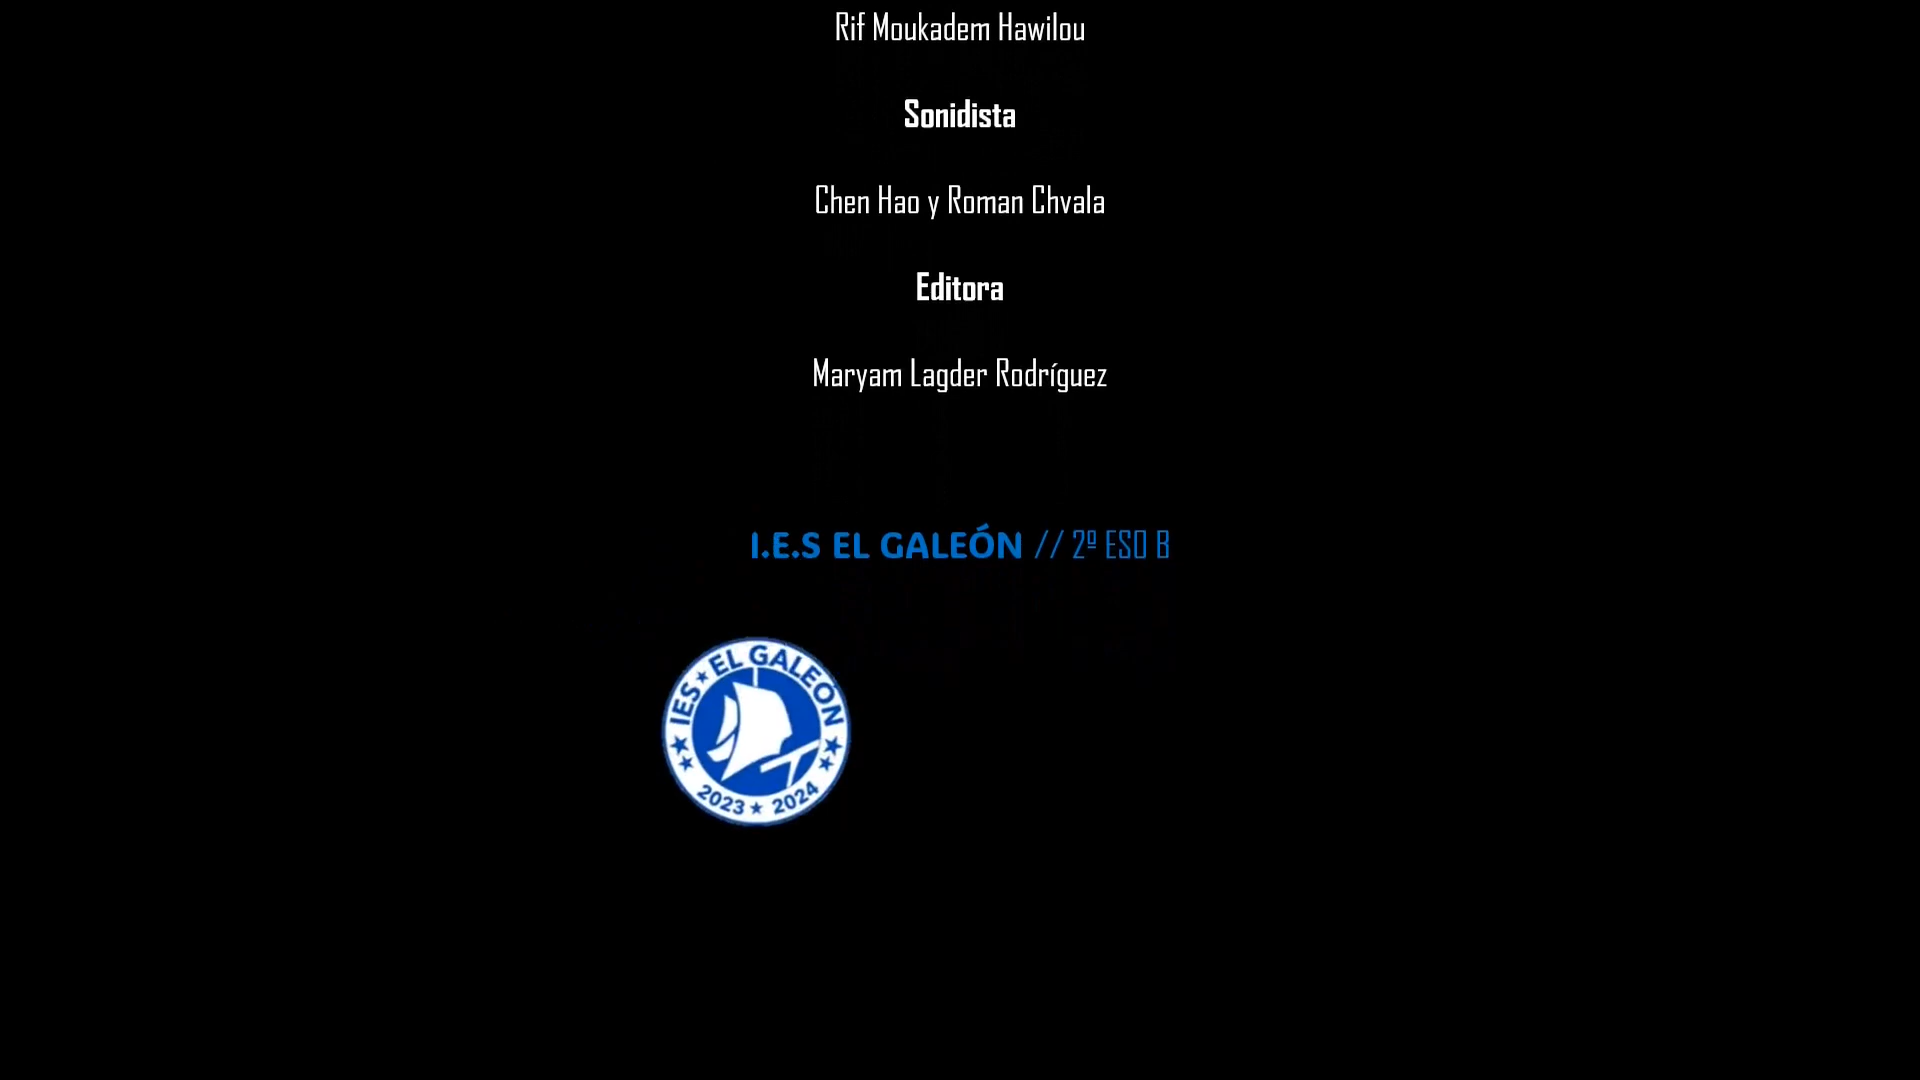 Rif Moukadem Hawilou
Sonidista
Chen Hao y Roman Chvala
Editora
Maryam Lagder Rodríguez
I.E.S EL GALEÓN // 2º ESO B
IES ★ EL GALEÓN
2023 ★ 2024